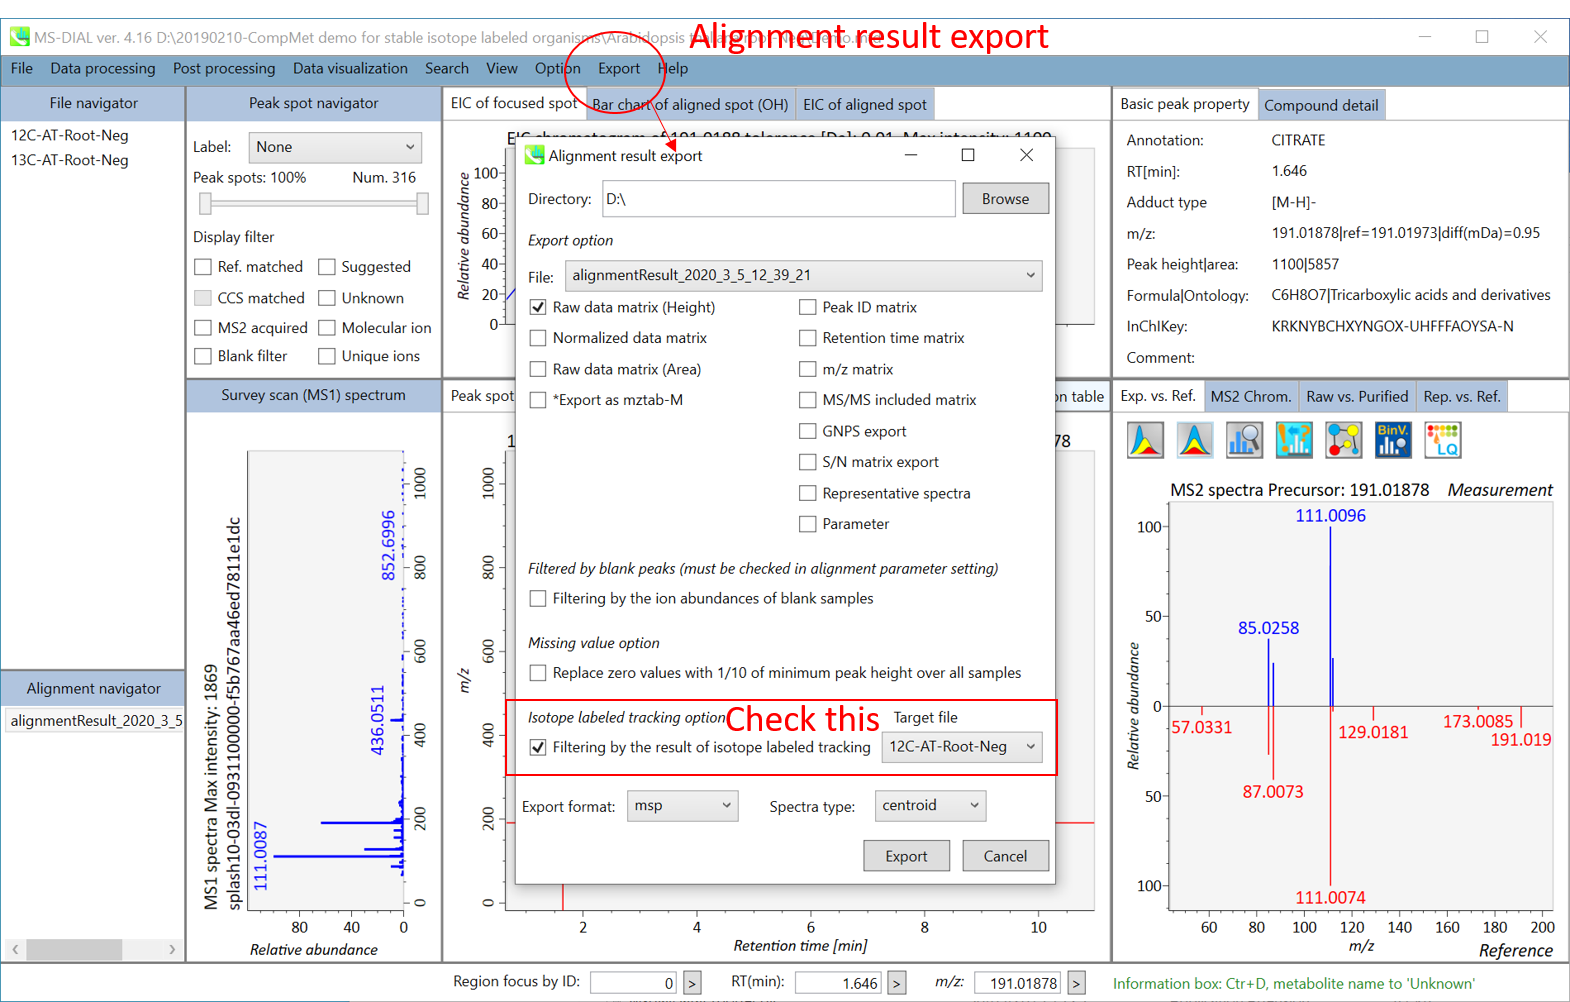 Alignment result export
MS-DIAL ver. 4.16 D:\20190210-CompMet demo for stable isotope labeled organisms\Arabidopsis
File Data processing Post processing Data visualization Search View Option Export Help
File navigator
12C-AT-Root-Neg
13C-AT-Root-Neg
Alignment navigator
alignmentResult_2020_3_5
Peak spot navigator
Label: None
Peak spots: 100% Num. 316
Display filter
Ref. matched Suggested
CCS matched Unknown
MS2 acquired Molecular ion
Blank filter Unique ions
EIC of focused spot Bar chart of aligned spot (OH) EIC of aligned spot
EIC chromatogram of 191.0188 tolerance [Da]: 0.01 Max intensity: 1100
Relative abundance
100
80
60
40
20
0
Alignment result export
Directory: D:\ Browse
Export option
File: alignmentResult_2020_3_5_12_39_21
Raw data matrix (Height) Peak ID matrix
Normalized data matrix Retention time matrix
Raw data matrix (Area) m/z matrix
*Export as mztab-M MS/MS included matrix
GNPS export
S/N matrix export
Representative spectra
Parameter
Filtered by blank peaks (must be checked in alignment parameter setting)
Filtering by the ion abundances of blank samples
Missing value option
Replace zero values with 1/10 of minimum peak height over all samples
Isotope labeled tracking option Check this Target file
Filtering by the result of isotope labeled tracking 12C-AT-Root-Neg
Export format: msp Spectra type: centroid
Export Cancel
Basic peak property Compound detail
Annotation: CITRATE
RT[min]: 1.646
Adduct type [M-H]-
m/z: 191.01878|ref=191.01973|diff(mDa)=0.95
Peak height|area: 1100|5857
Formula|Ontology: C6H8O7|Tricarboxylic acids and derivatives
InChIKey: KRKNYBCHXYNGOX-UHFFFAOYSA-N
Comment:
Survey scan (MS1) spectrum
MS1 spectra Max intensity: 1869
splash10-03dl-0931100000-f5b767aa46ed7811e1dc
852.6996
436.0511
111.0087
1000
800
600
400
200
0
80 40 0
Relative abundance
Peak spot
on table
1
78
m/z
1000
800
600
400
200
0
2 4 6 8 10
Retention time [min]
Exp. vs. Ref. MS2 Chrom. Raw vs. Purified Rep. vs. Ref.
BinV.
LQ
MS2 spectra Precursor: 191.01878 Measurement
111.0096
85.0258
57.0331
87.0073
111.0074
129.0181
173.0085
191.019
Relative abundance
100
50
0
50
100
60 80 100 120 140 160 180 200
m/z
Reference
Region focus by ID: 0 > RT(min): 1.646 > m/z: 191.01878 >
Information box: Ctr+D, metabolite name to 'Unknown'